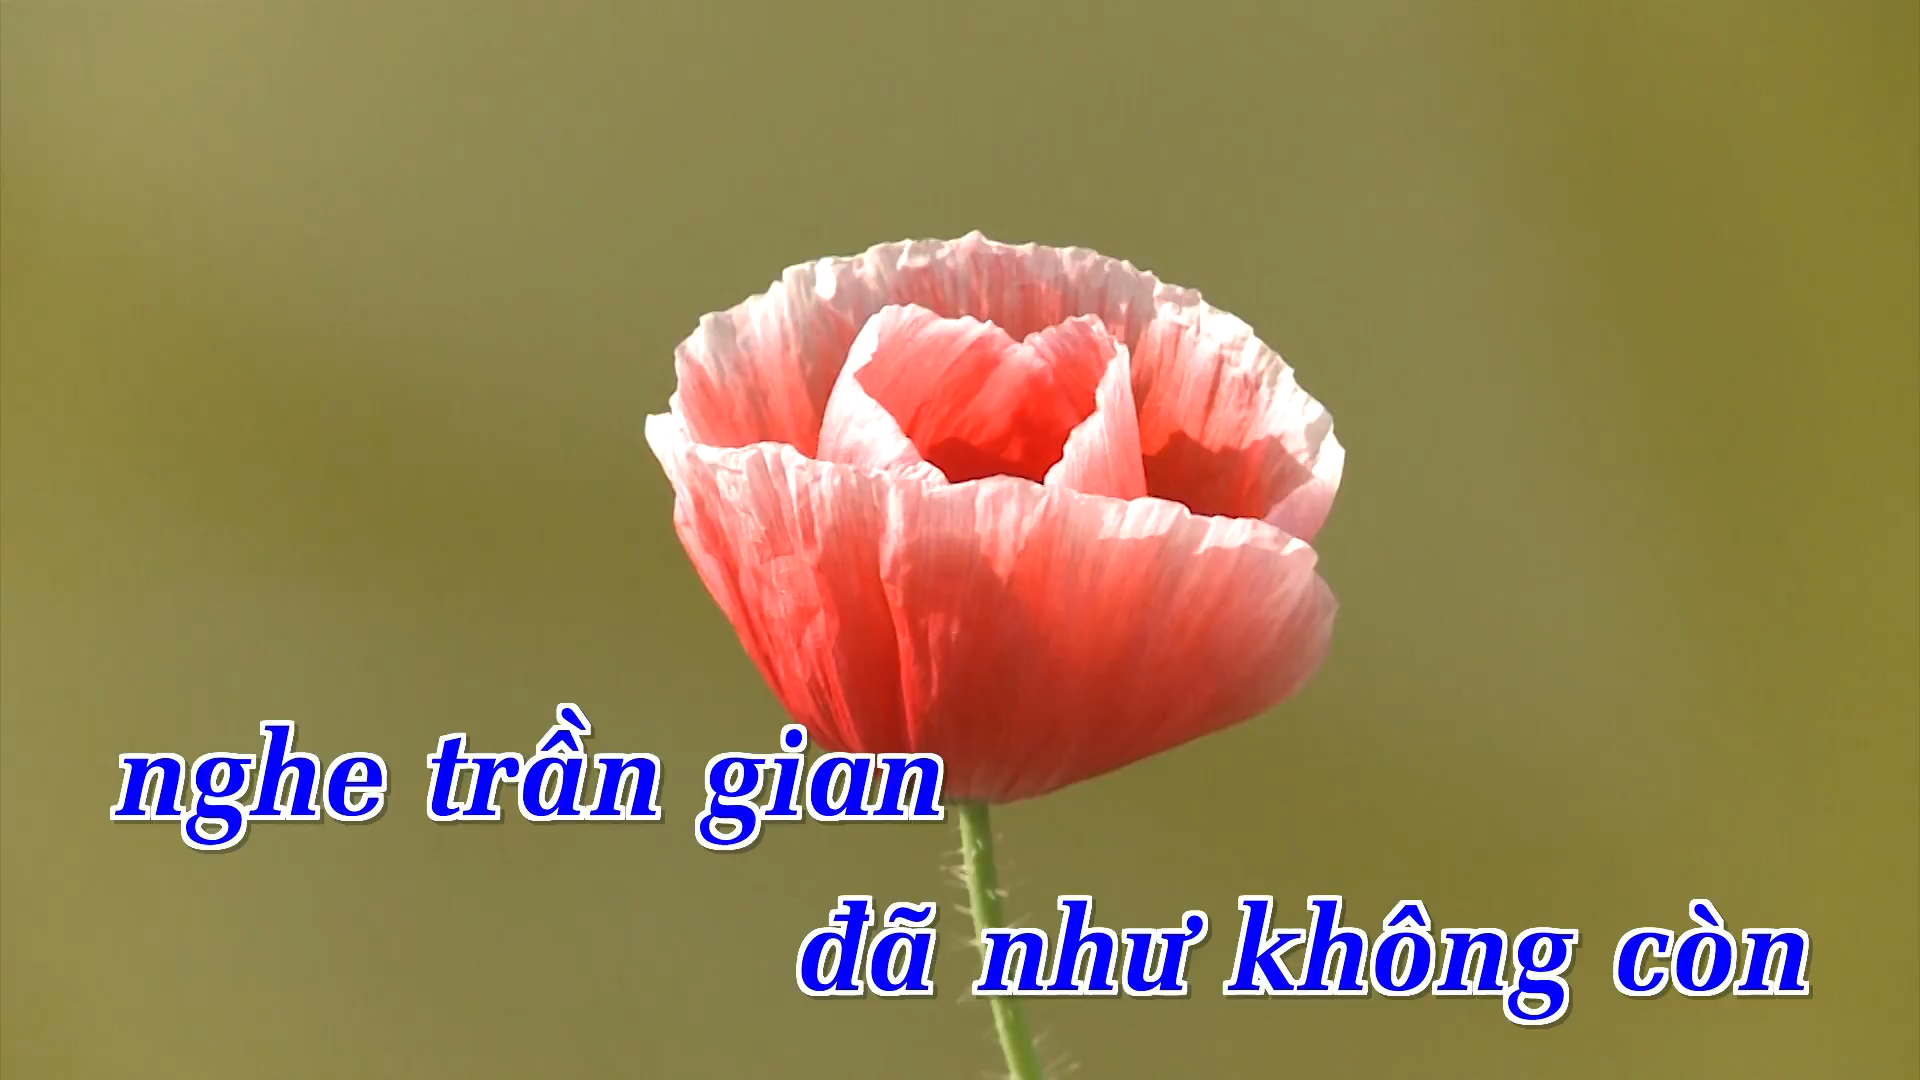 nghe trần gian
đã như không còn